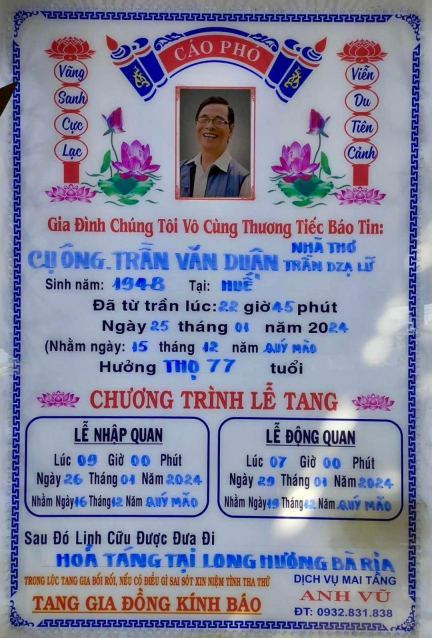 CÁO PHÓ
Vãng
Sanh
Cực
Lạc
Viễn
Du
Tiên
Cảnh
Gia Đình Chúng Tôi Vô Cùng Thương Tiếc Báo Tin:
CỤ ÔNG. TRẦN VĂN DUÂN NHÀ THƠ TRẦN DZẠ LỮ
Sinh năm: 1948 Tại: HUẾ
Đã từ trần lúc: 22 giờ 45 phút
Ngày 25 tháng 01 năm 2024
(Nhằm ngày: 15 tháng 12 năm QUÝ MÃO
Hưởng THỌ 77 tuổi
CHƯƠNG TRÌNH LỄ TANG
LỄ NHẬP QUAN
Lúc 09 Giờ 00 Phút
Ngày 26 Tháng 01 Năm 2024
Nhằm Ngày 16 Tháng 12 Năm QUÝ MÃO
LỄ ĐỘNG QUAN
Lúc 07 Giờ 00 Phút
Ngày 29 Tháng 01 Năm 2024
Nhằm Ngày 19 Tháng 12 Năm QUÝ MÃO
Sau Đó Linh Cữu Được Đưa Đi
HOẢ TÁNG TẠI LONG HƯƠNG BÀ RỊA
TRONG LÚC TANG GIA BỐI RỐI, NẾU CÓ ĐIỀU GÌ SAI SÓT XIN NIỆM TÌNH THA THỨ
TANG GIA ĐỒNG KÍNH BÁO
DỊCH VỤ MAI TÁNG
ANH VŨ
ĐT: 0932.831.838